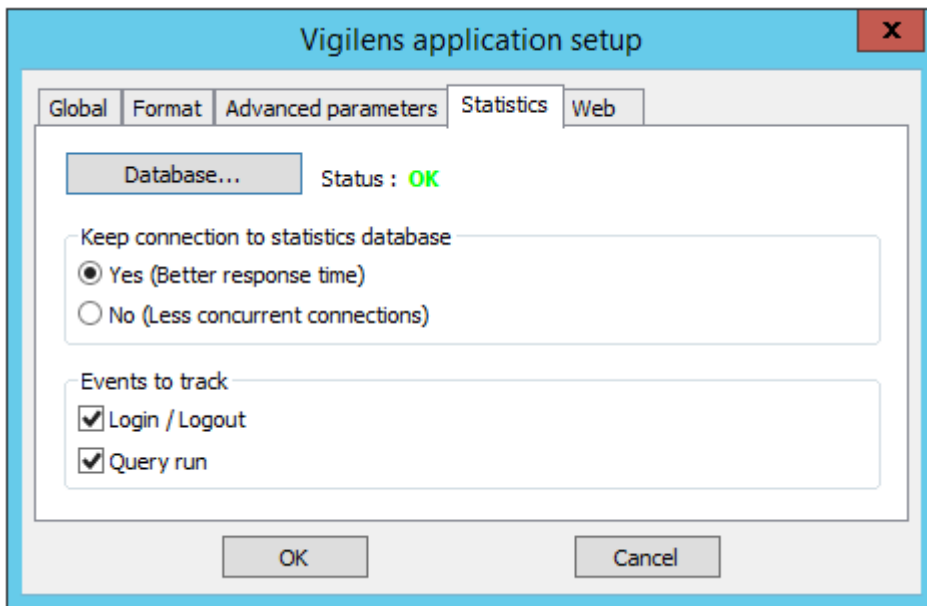 Vigilens application setup
x
Global Format Advanced parameters Statistics Web
Database... Status : OK
Keep connection to statistics database
Yes (Better response time)
No (Less concurrent connections)
Events to track
Login / Logout
Query run
OK Cancel